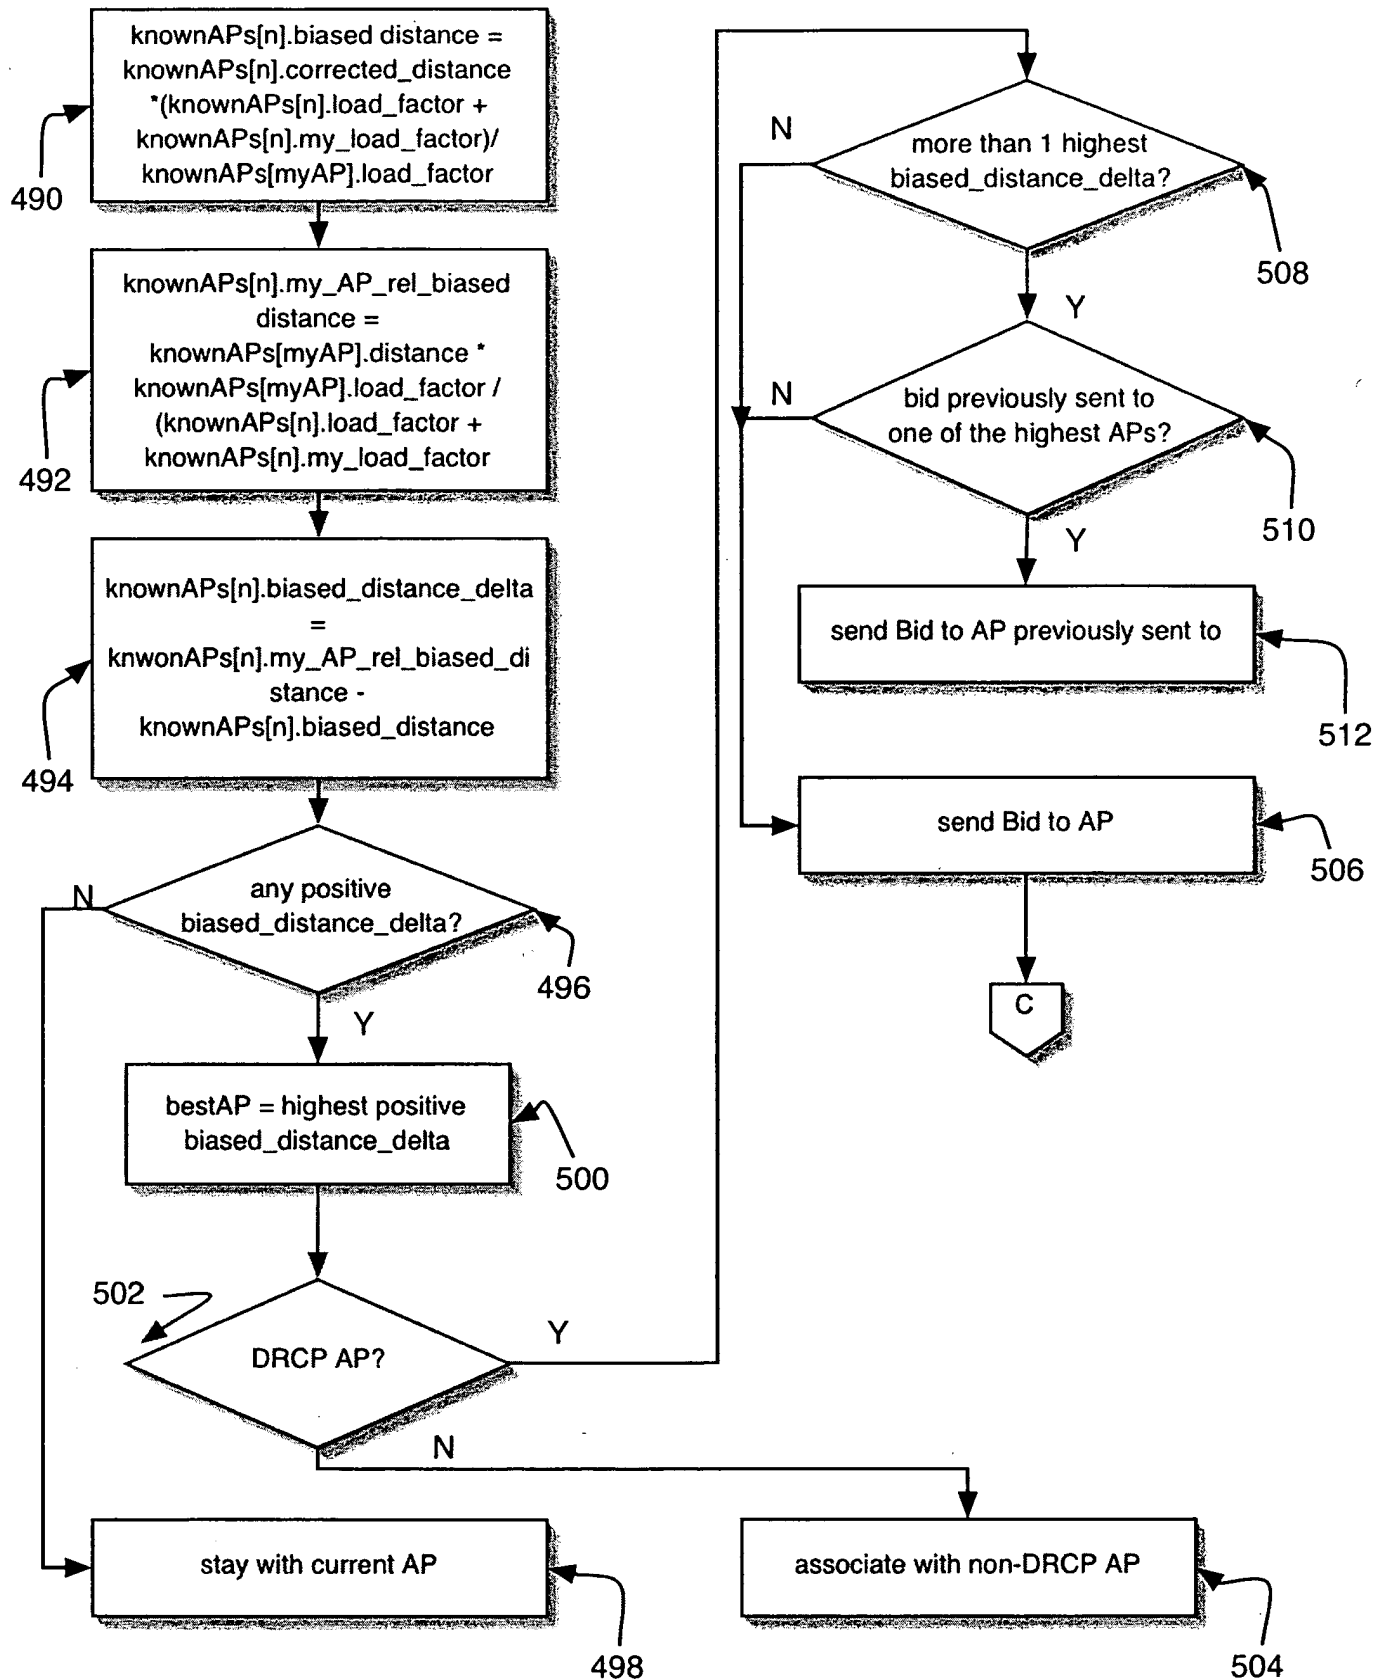 knownAPs[n].biased distance =
knownAPs[n].corrected_distance
*(knownAPs[n].load_factor +
knownAPs[n].my_load_factor)/
knownAPs[myAP].load_factor
490
knownAPs[n].my_AP_rel_biased
distance =
knownAPs[myAP].distance *
knownAPs[myAP].load_factor /
(knownAPs[n].load_factor +
knownAPs[n].my_load_factor
492
knownAPs[n].biased_distance_delta
=
knwonAPs[n].my_AP_rel_biased_di
stance -
knownAPs[n].biased_distance
494
any positive
biased_distance_delta?
N
496
Y
bestAP = highest positive
biased_distance_delta
500
502
DRCP AP?
Y
N
stay with current AP
498
associate with non-DRCP AP
504
more than 1 highest
biased_distance_delta?
N
508
Y
bid previously sent to
one of the highest APs?
N
510
Y
send Bid to AP previously sent to
512
send Bid to AP
506
C